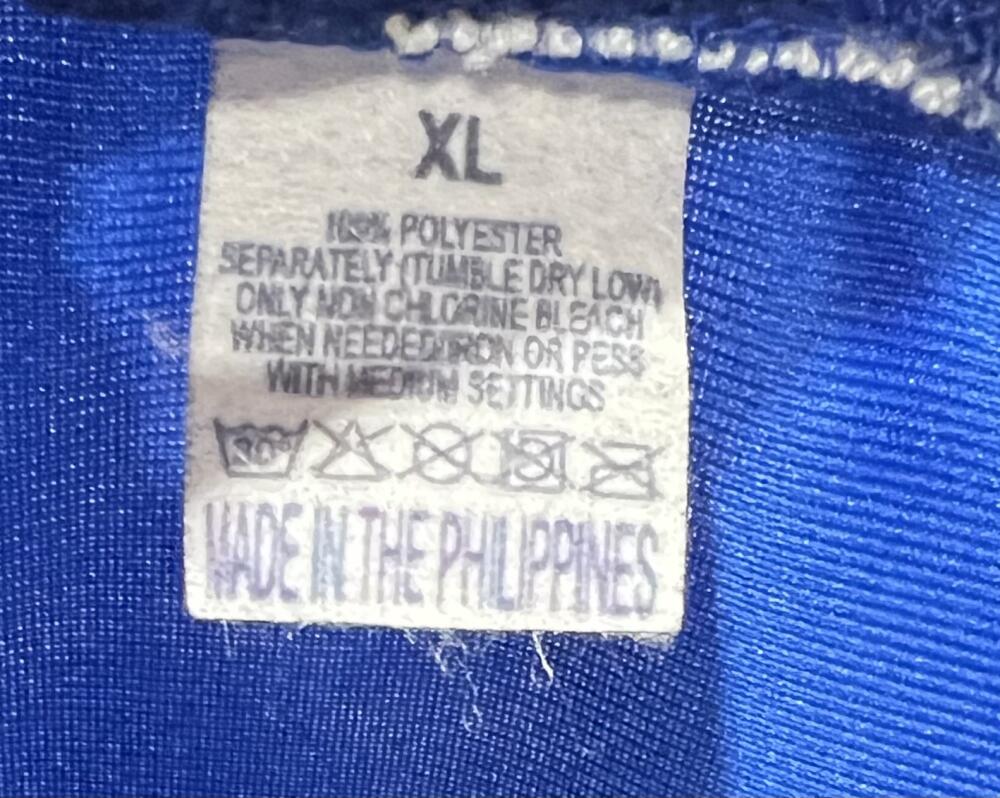 XL
100% POLYESTER
SEPARATELY (TUMBLE DRY LOW)
ONLY NON CHLORINE BLEACH
WHEN NEEDED)IRON OR PESS
WITH MEDIUM SETTINGS
30°
MADE IN THE PHILIPPINES